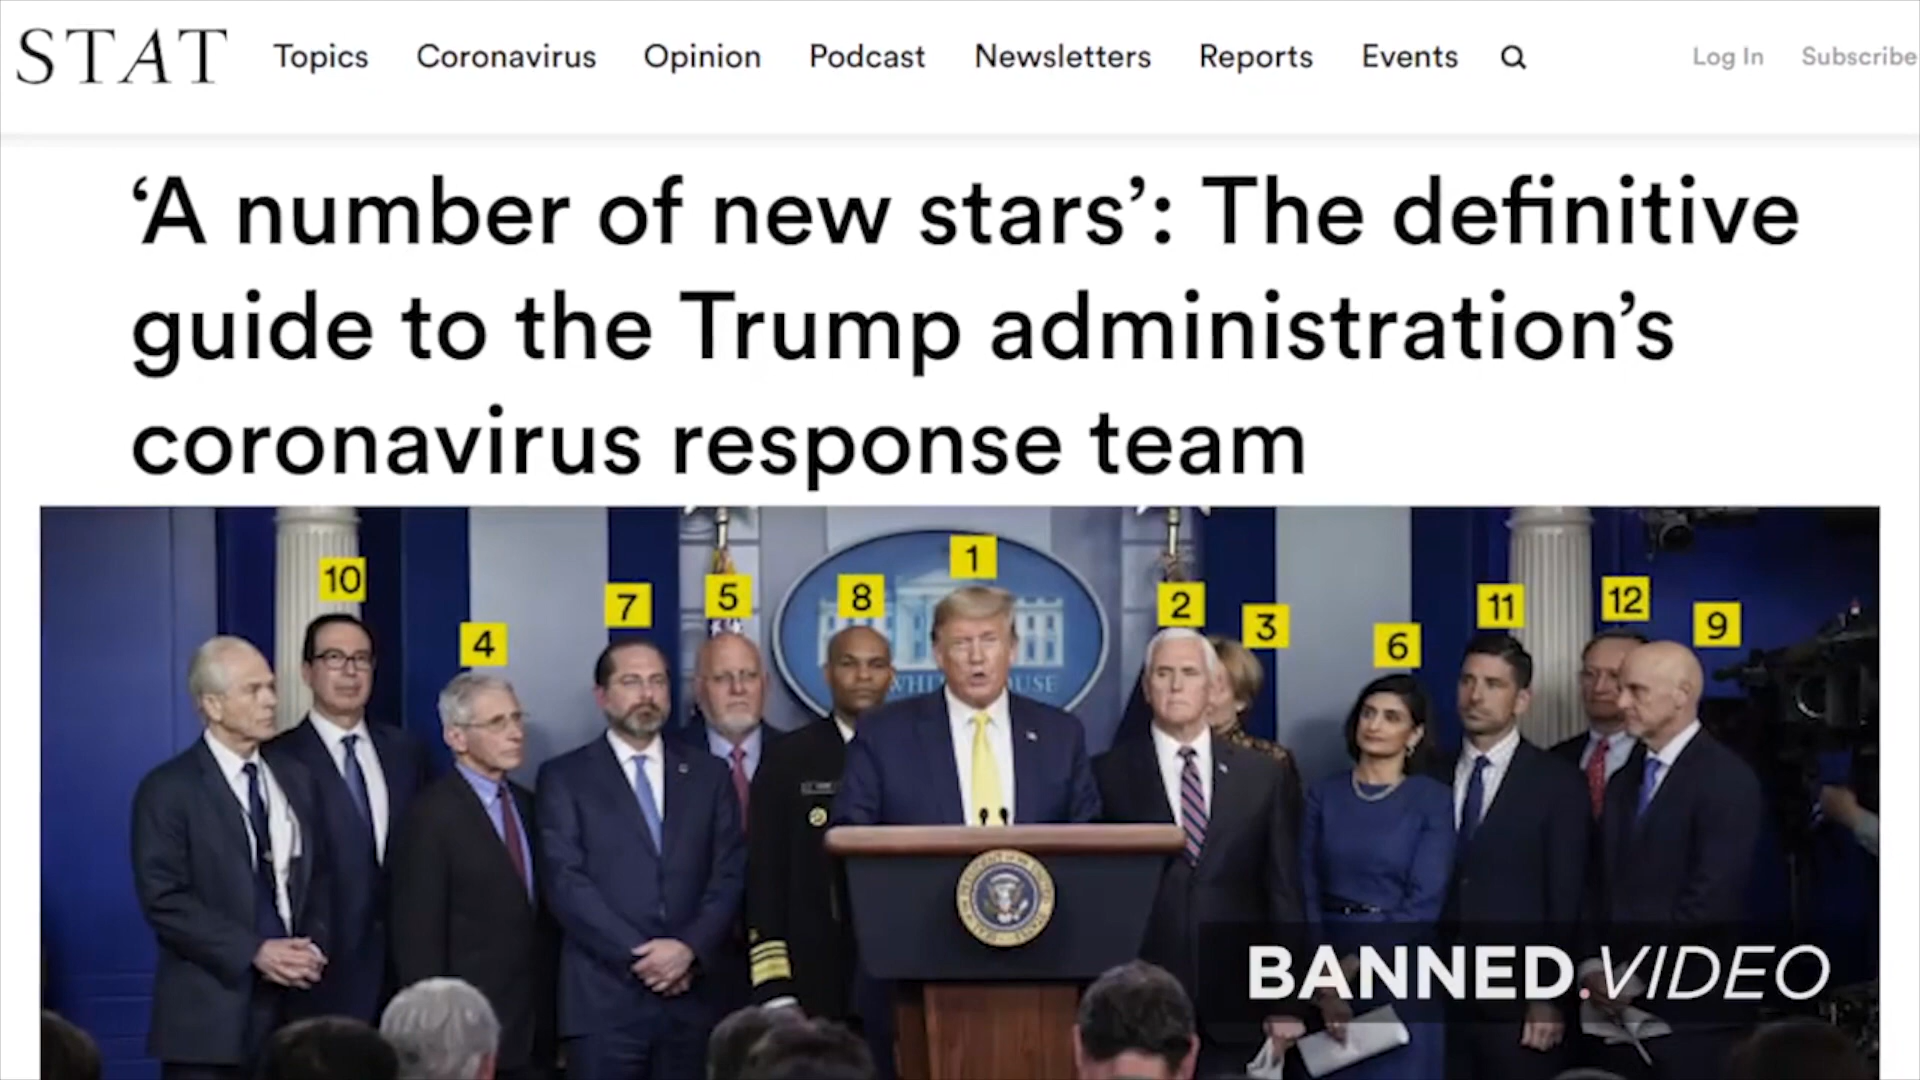 STAT Topics Coronavirus Opinion Podcast Newsletters Reports Events Log In Subscribe
‘A number of new stars’: The definitive
guide to the Trump administration’s
coronavirus response team
1
10 5 8 2 12
7 3 11 9
4 6
WHITE HOUSE
BANNED.VIDEO